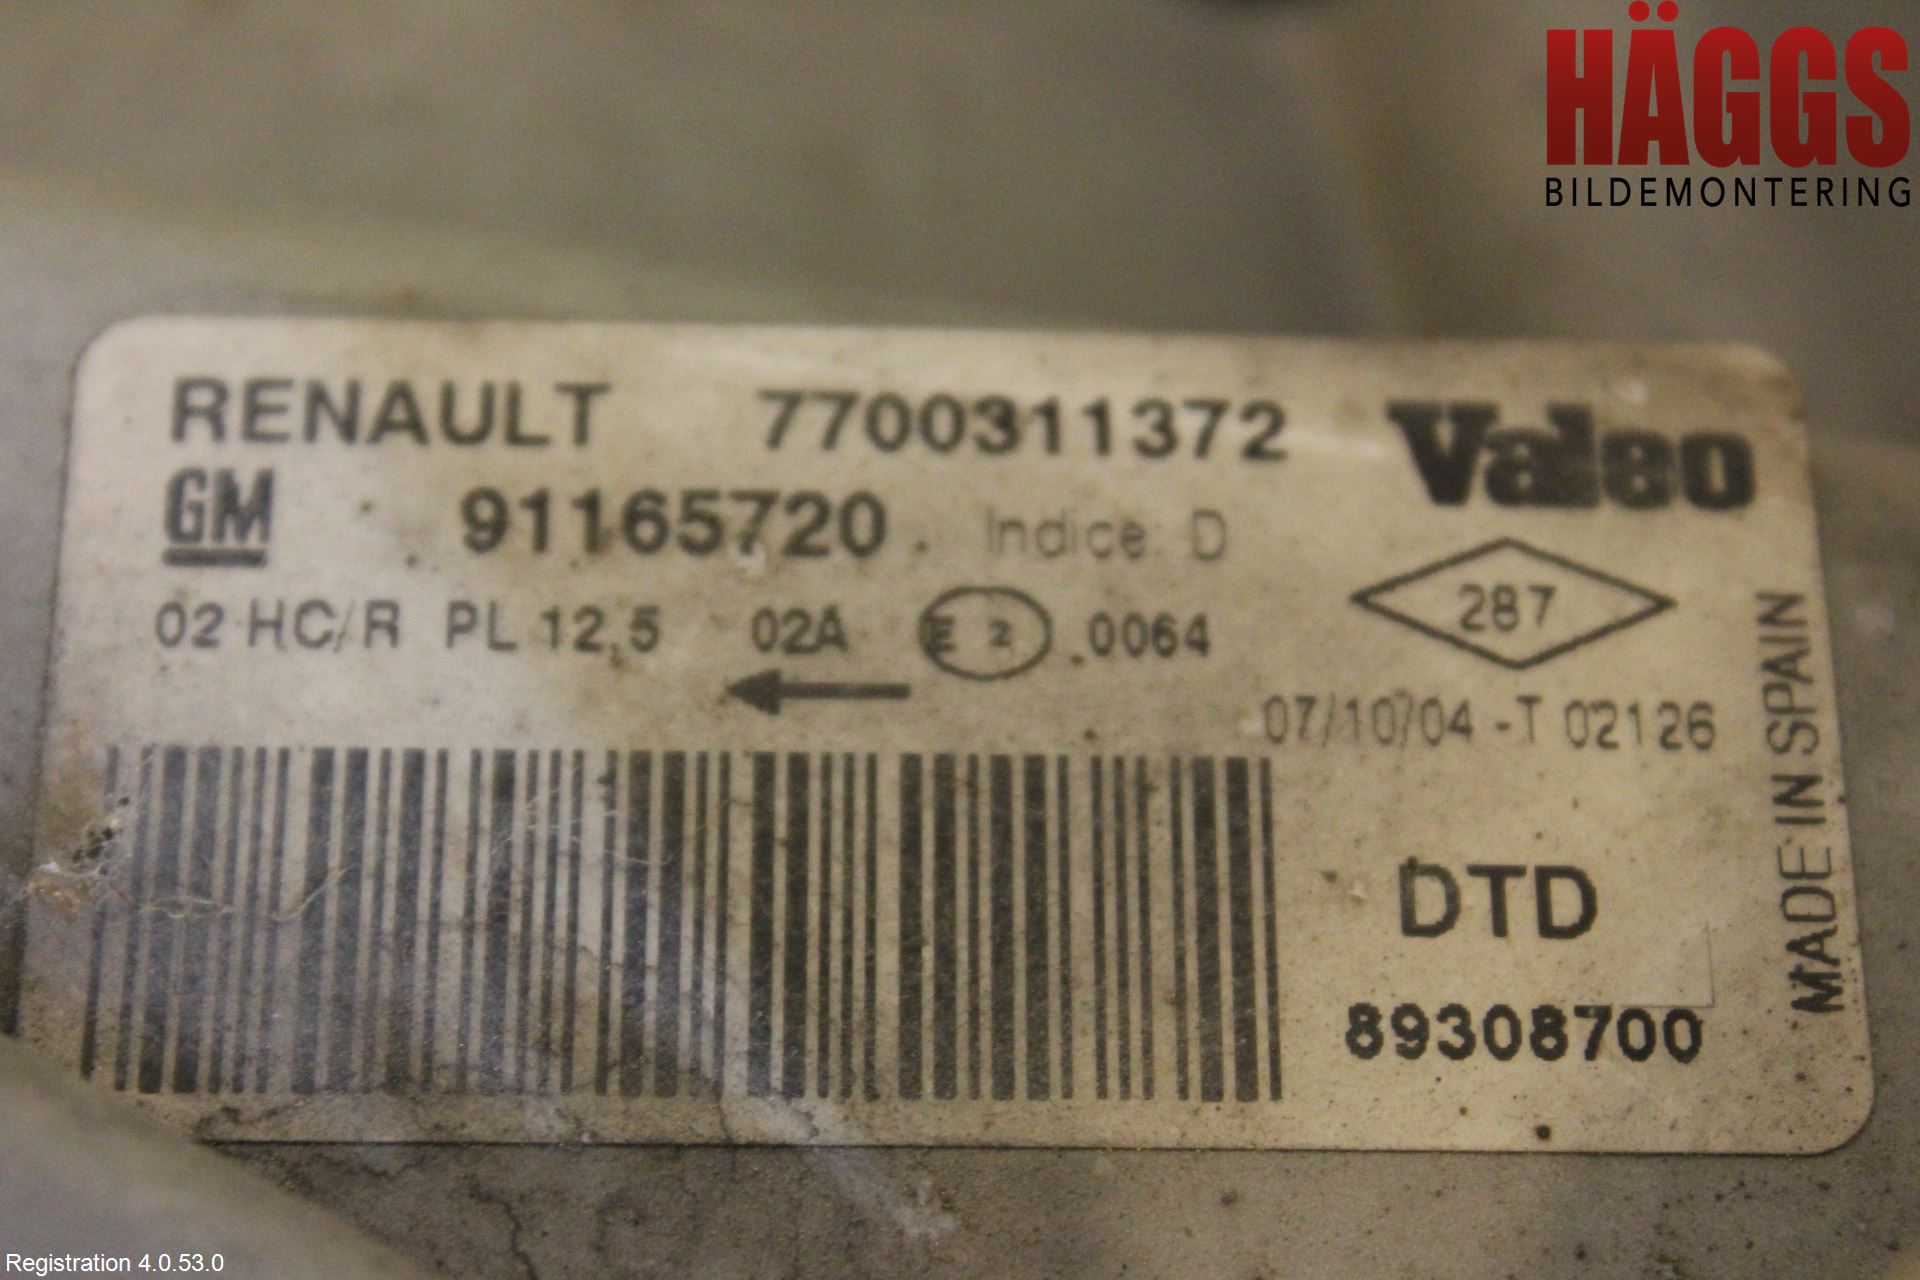 HÄGGS
BILDEMONTERING
RENAULT 7700311372 Valeo
GM 91165720 Indice: D
02 HC/R PL 12,5 02A E 2 0064 287
07/10/04 -T 02126
MADE IN SPAIN
DTD
89308700
Registration 4.0.53.0